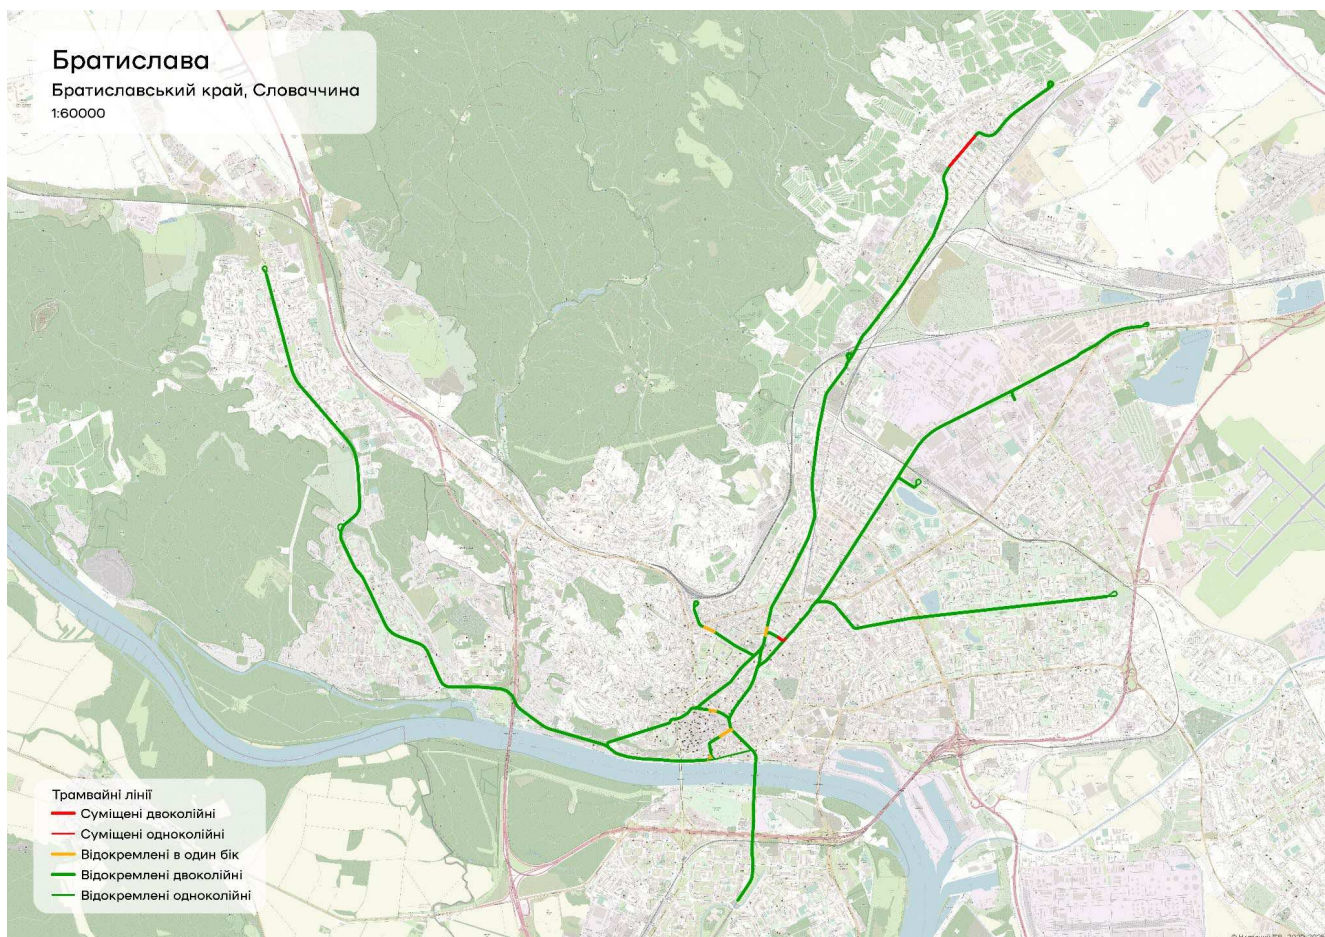 Братислава
Братиславський край, Словаччина
1:60000
Трамвайні лінії
Суміщені двоколійні
Суміщені одноколійні
Відокремлені в один бік
Відокремлені двоколійні
Відокремлені одноколійні